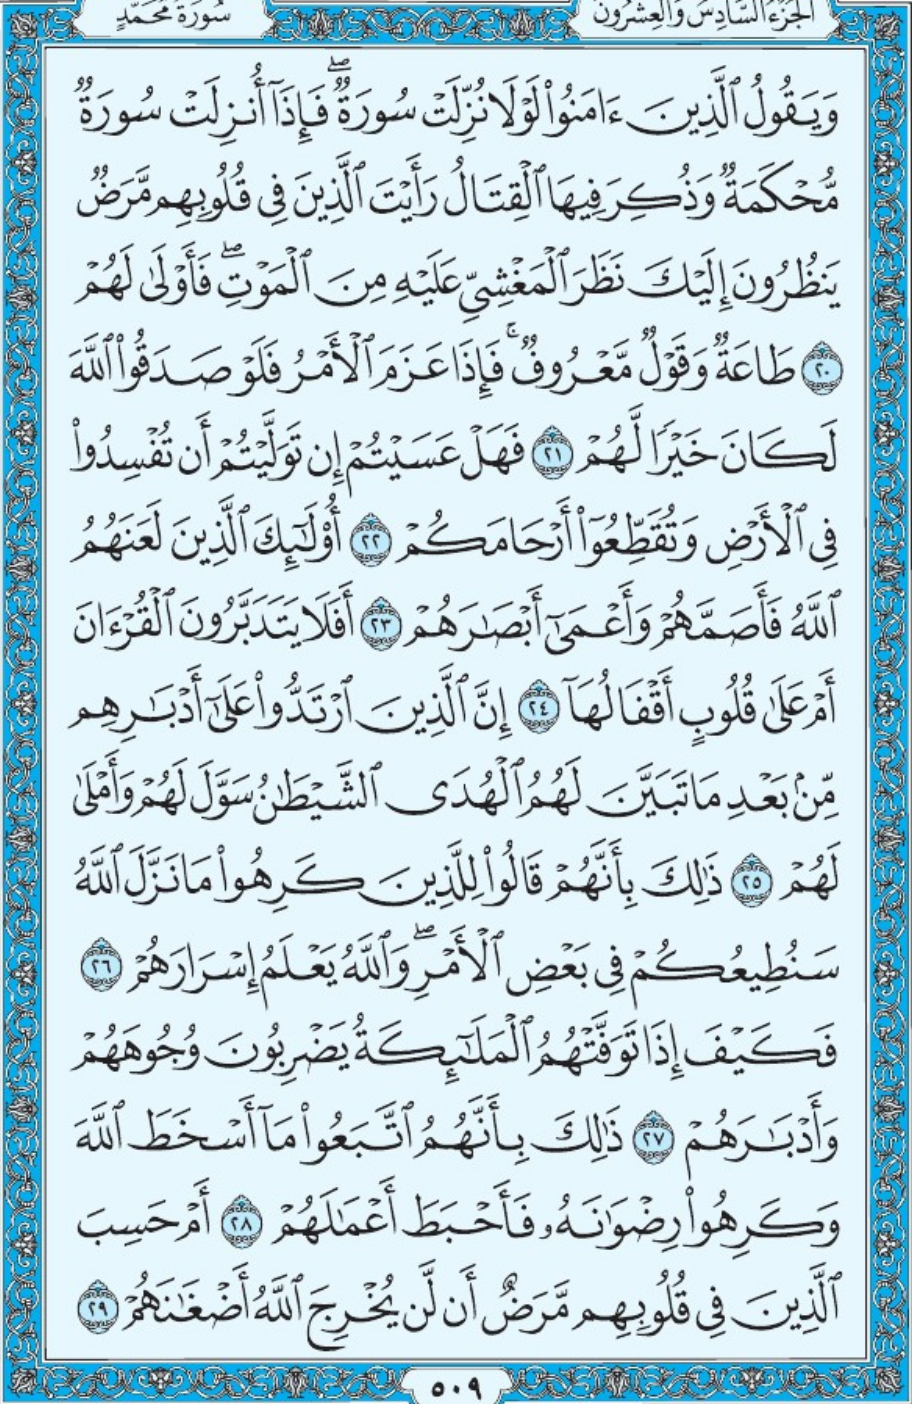 الجزء السادس والعشرون
سورة محمد
وَيَقُولُ ٱلَّذِينَ ءَامَنُوا۟ لَوْلَا نُزِّلَتْ سُورَةٌۖ فَإِذَآ أُنزِلَتْ سُورَةٌ
مُّحْكَمَةٌ وَذُكِرَ فِيهَا ٱلْقِتَالُ رَأَيْتَ ٱلَّذِينَ فِى قُلُوبِهِم مَّرَضٌ
يَنظُرُونَ إِلَيْكَ نَظَرَ ٱلْمَغْشِىِّ عَلَيْهِ مِنَ ٱلْمَوْتِۖ فَأَوْلَىٰ لَهُمْ
٢٠ طَاعَةٌ وَقَوْلٌ مَّعْرُوفٌۚ فَإِذَا عَزَمَ ٱلْأَمْرُ فَلَوْ صَدَقُوا۟ ٱللَّهَ
لَكَانَ خَيْرًا لَّهُمْ ٢١ فَهَلْ عَسَيْتُمْ إِن تَوَلَّيْتُمْ أَن تُفْسِدُوا۟
فِى ٱلْأَرْضِ وَتُقَطِّعُوٓا۟ أَرْحَامَكُمْ ٢٢ أُو۟لَـٰٓئِكَ ٱلَّذِينَ لَعَنَهُمُ
ٱللَّهُ فَأَصَمَّهُمْ وَأَعْمَىٰٓ أَبْصَـٰرَهُمْ ٢٣ أَفَلَا يَتَدَبَّرُونَ ٱلْقُرْءَانَ
أَمْ عَلَىٰ قُلُوبٍ أَقْفَالُهَآ ٢٤ إِنَّ ٱلَّذِينَ ٱرْتَدُّوا۟ عَلَىٰٓ أَدْبَـٰرِهِم
مِّنۢ بَعْدِ مَا تَبَيَّنَ لَهُمُ ٱلْهُدَى ٱلشَّيْطَـٰنُ سَوَّلَ لَهُمْ وَأَمْلَىٰ
لَهُمْ ٢٥ ذَٰلِكَ بِأَنَّهُمْ قَالُوا۟ لِلَّذِينَ كَرِهُوا۟ مَا نَزَّلَ ٱللَّهُ
سَنُطِيعُكُمْ فِى بَعْضِ ٱلْأَمْرِۖ وَٱللَّهُ يَعْلَمُ إِسْرَارَهُمْ ٢٦
فَكَيْفَ إِذَا تَوَفَّتْهُمُ ٱلْمَلَـٰٓئِكَةُ يَضْرِبُونَ وُجُوهَهُمْ
وَأَدْبَـٰرَهُمْ ٢٧ ذَٰلِكَ بِأَنَّهُمُ ٱتَّبَعُوا۟ مَآ أَسْخَطَ ٱللَّهَ
وَكَرِهُوا۟ رِضْوَٰنَهُۥ فَأَحْبَطَ أَعْمَـٰلَهُمْ ٢٨ أَمْ حَسِبَ
ٱلَّذِينَ فِى قُلُوبِهِم مَّرَضٌ أَن لَّن يُخْرِجَ ٱللَّهُ أَضْغَـٰنَهُمْ ٢٩
٥٠٩